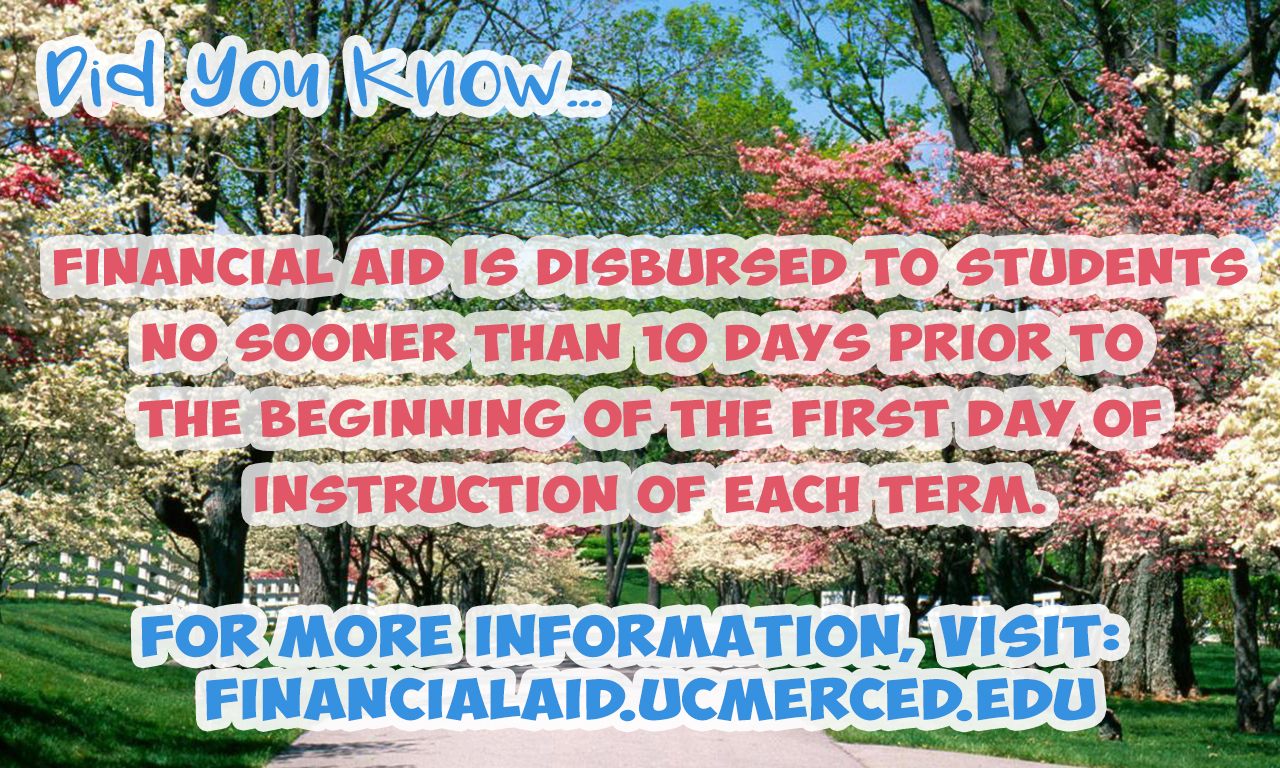 Did You Know...
FINANCIAL AID IS DISBURSED TO STUDENTS
NO SOONER THAN 10 DAYS PRIOR TO
THE BEGINNING OF THE FIRST DAY OF
INSTRUCTION OF EACH TERM.
FOR MORE INFORMATION, VISIT:
FINANCIALAID.UCMERCED.EDU